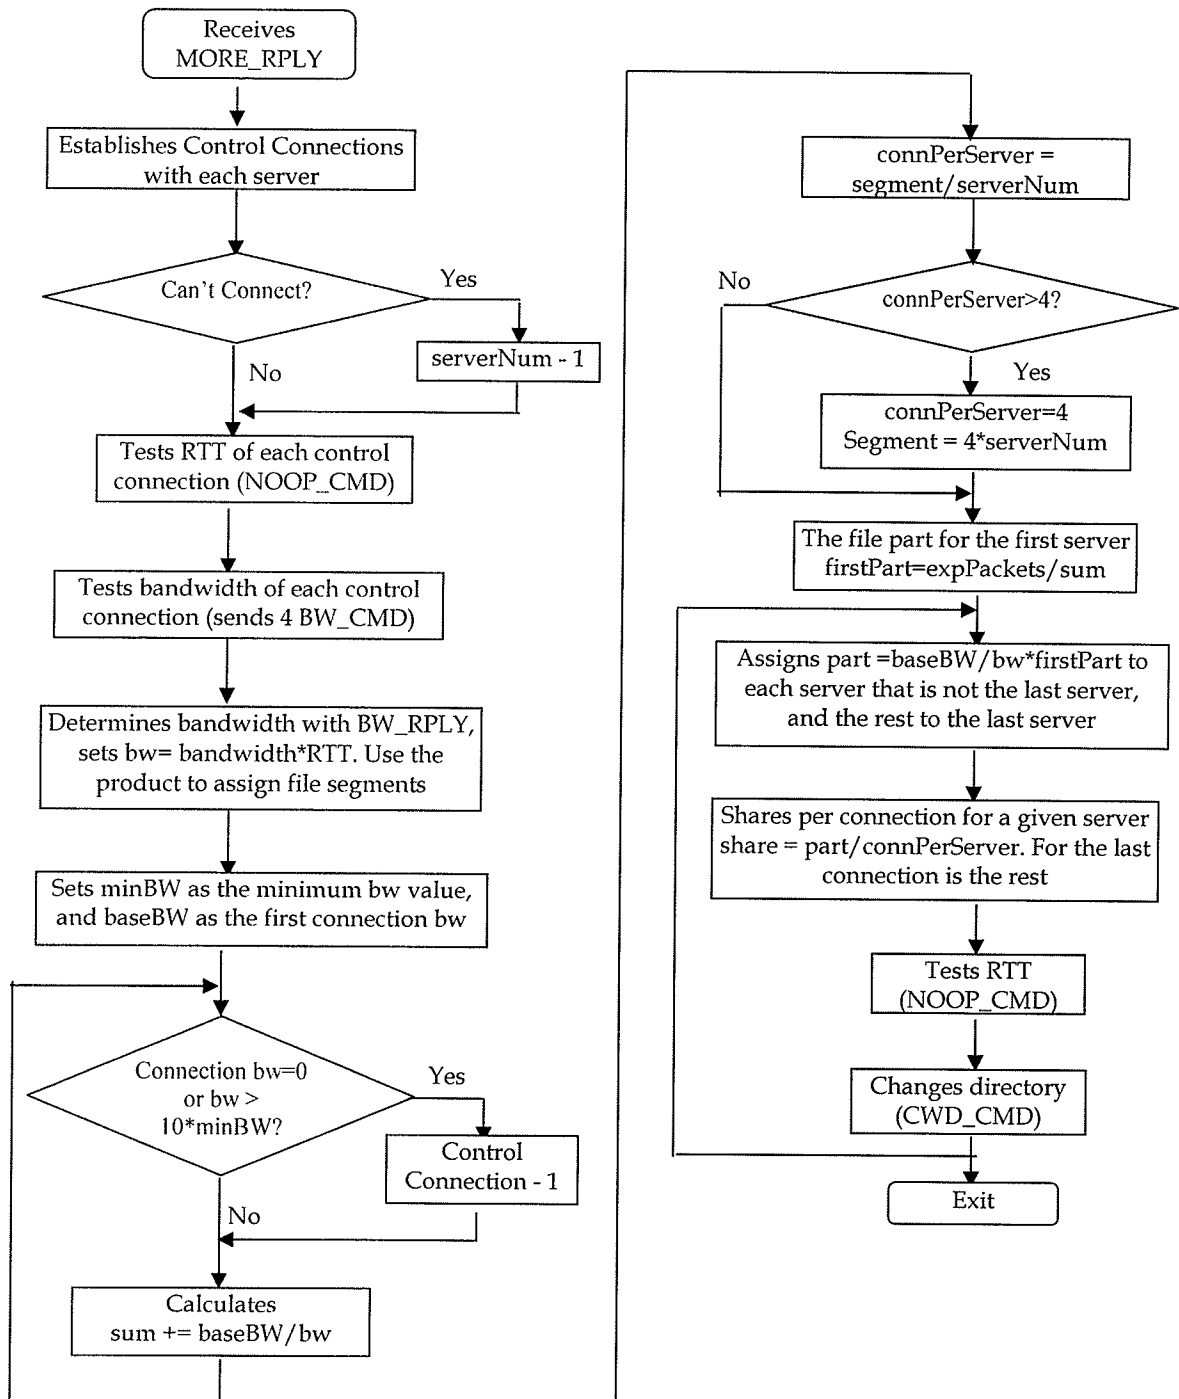 Receives
MORE_RPLY
Establishes Control Connections
with each server
Can't Connect?
Yes
serverNum - 1
No
Tests RTT of each control
connection (NOOP_CMD)
Tests bandwidth of each control
connection (sends 4 BW_CMD)
Determines bandwidth with BW_RPLY,
sets bw= bandwidth*RTT. Use the
product to assign file segments
Sets minBW as the minimum bw value,
and baseBW as the first connection bw
Connection bw=0
or bw >
10*minBW?
Yes
Control
Connection - 1
No
Calculates
sum += baseBW/bw
connPerServer =
segment/serverNum
No
connPerServer>4?
Yes
connPerServer=4
Segment = 4*serverNum
The file part for the first server
firstPart=expPackets/sum
Assigns part =baseBW/bw*firstPart to
each server that is not the last server,
and the rest to the last server
Shares per connection for a given server
share = part/connPerServer. For the last
connection is the rest
Tests RTT
(NOOP_CMD)
Changes directory
(CWD_CMD)
Exit